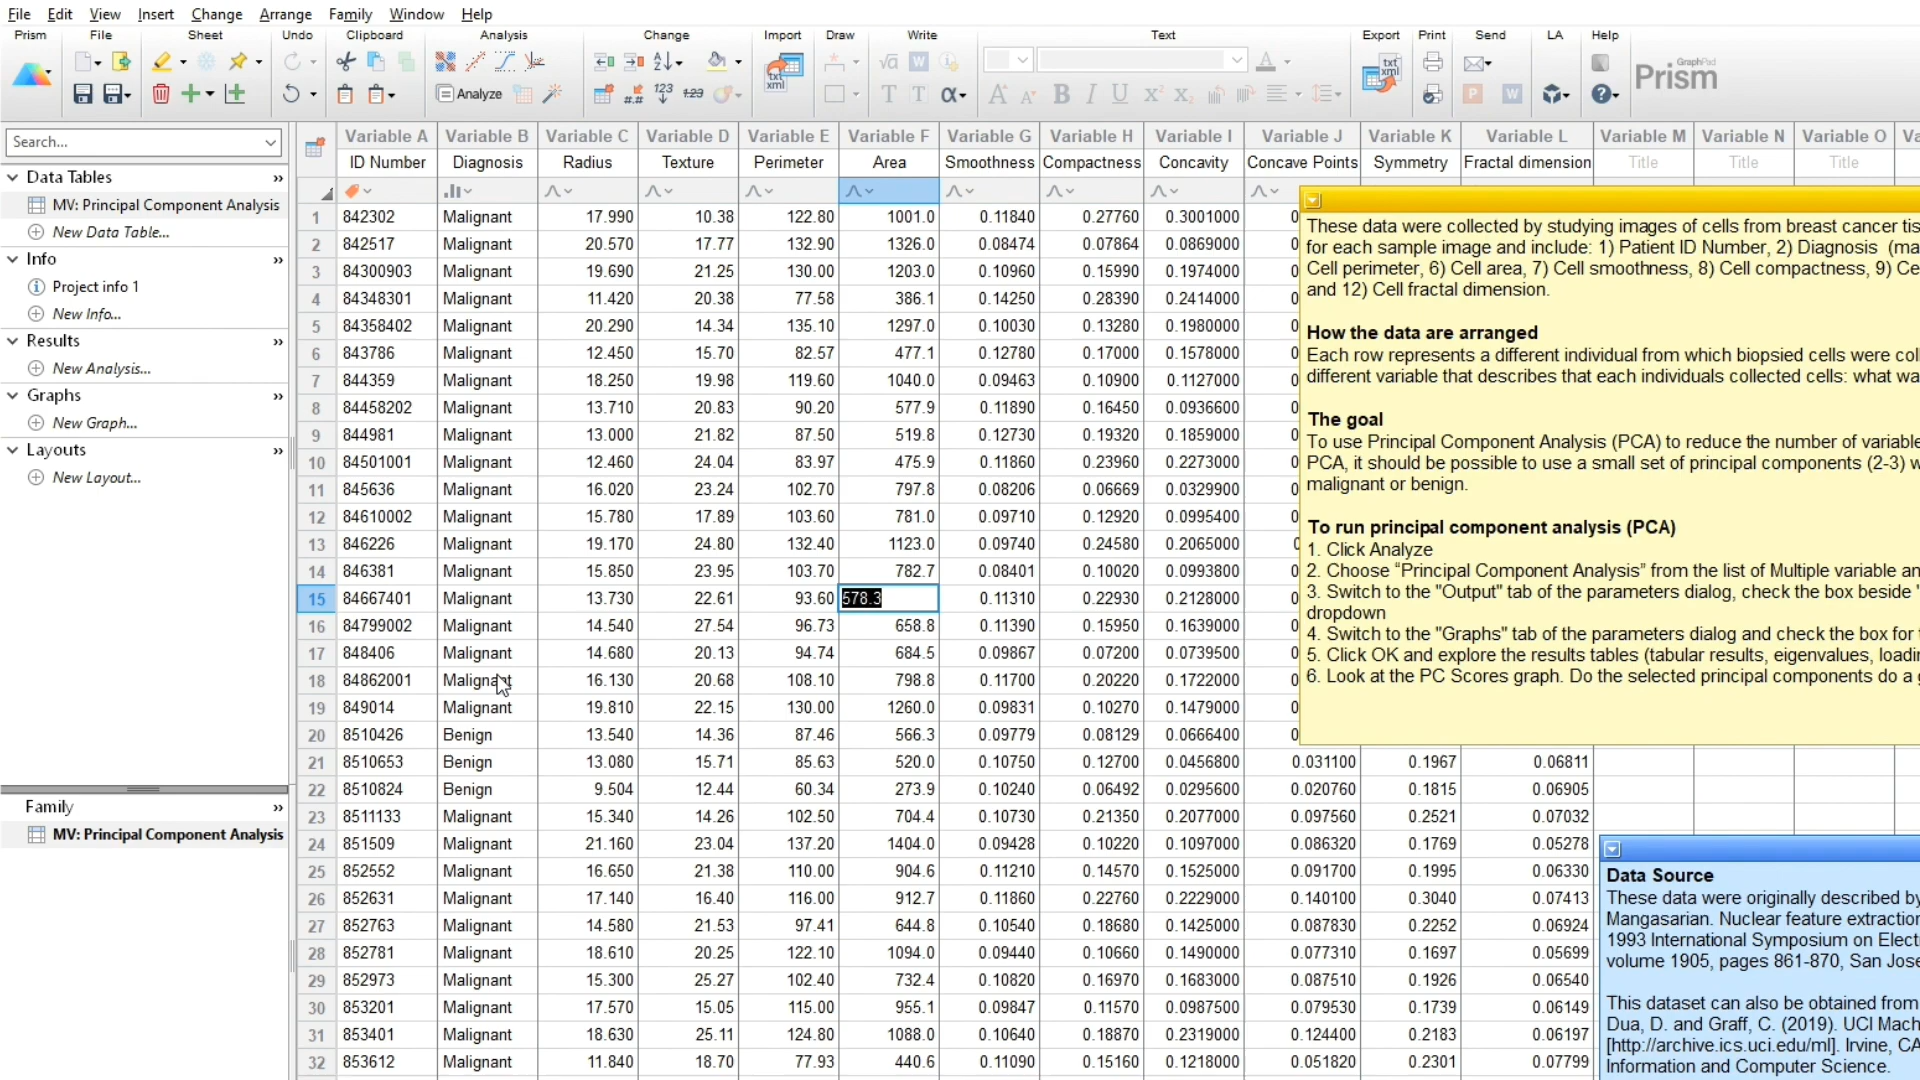 File Edit View Insert Change Arrange Family Window Help
Prism File Sheet Undo Clipboard Analysis Change Import Draw Write Text Export Print Send LA Help
Analyze
GraphPad
Prism
Search...
Data Tables
MV: Principal Component Analysis
New Data Table...
Info
Project info 1
New Info...
Results
New Analysis...
Graphs
New Graph...
Layouts
New Layout...
Family
MV: Principal Component Analysis
Variable A Variable B Variable C Variable D Variable E Variable F Variable G Variable H Variable I Variable J Variable K Variable L Variable M Variable N Variable O
ID Number Diagnosis Radius Texture Perimeter Area Smoothness Compactness Concavity Concave Points Symmetry Fractal dimension Title Title Title
1 842302 Malignant 17.990 10.38 122.80 1001.0 0.11840 0.27760 0.3001000 0
2 842517 Malignant 20.570 17.77 132.90 1326.0 0.08474 0.07864 0.0869000 0
3 84300903 Malignant 19.690 21.25 130.00 1203.0 0.10960 0.15990 0.1974000 0
4 84348301 Malignant 11.420 20.38 77.58 386.1 0.14250 0.28390 0.2414000 0
5 84358402 Malignant 20.290 14.34 135.10 1297.0 0.10030 0.13280 0.1980000 0
6 843786 Malignant 12.450 15.70 82.57 477.1 0.12780 0.17000 0.1578000 0
7 844359 Malignant 18.250 19.98 119.60 1040.0 0.09463 0.10900 0.1127000 0
8 84458202 Malignant 13.710 20.83 90.20 577.9 0.11890 0.16450 0.0936600 0
9 844981 Malignant 13.000 21.82 87.50 519.8 0.12730 0.19320 0.1859000 0
10 84501001 Malignant 12.460 24.04 83.97 475.9 0.11860 0.23960 0.2273000 0
11 845636 Malignant 16.020 23.24 102.70 797.8 0.08206 0.06669 0.0329900 0
12 84610002 Malignant 15.780 17.89 103.60 781.0 0.09710 0.12920 0.0995400 0
13 846226 Malignant 19.170 24.80 132.40 1123.0 0.09740 0.24580 0.2065000 0
14 846381 Malignant 15.850 23.95 103.70 782.7 0.08401 0.10020 0.0993800 0
15 84667401 Malignant 13.730 22.61 93.60 578.3 0.11310 0.22930 0.2128000 0
16 84799002 Malignant 14.540 27.54 96.73 658.8 0.11390 0.15950 0.1639000 0
17 848406 Malignant 14.680 20.13 94.74 684.5 0.09867 0.07200 0.0739500 0
18 84862001 Malignant 16.130 20.68 108.10 798.8 0.11700 0.20220 0.1722000 0
19 849014 Malignant 19.810 22.15 130.00 1260.0 0.09831 0.10270 0.1479000 0
20 8510426 Benign 13.540 14.36 87.46 566.3 0.09779 0.08129 0.0666400 0
21 8510653 Benign 13.080 15.71 85.63 520.0 0.10750 0.12700 0.0456800 0.031100 0.1967 0.06811
22 8510824 Benign 9.504 12.44 60.34 273.9 0.10240 0.06492 0.0295600 0.020760 0.1815 0.06905
23 8511133 Malignant 15.340 14.26 102.50 704.4 0.10730 0.21350 0.2077000 0.097560 0.2521 0.07032
24 851509 Malignant 21.160 23.04 137.20 1404.0 0.09428 0.10220 0.1097000 0.086320 0.1769 0.05278
25 852552 Malignant 16.650 21.38 110.00 904.6 0.11210 0.14570 0.1525000 0.091700 0.1995 0.06330
26 852631 Malignant 17.140 16.40 116.00 912.7 0.11860 0.22760 0.2229000 0.140100 0.3040 0.07413
27 852763 Malignant 14.580 21.53 97.41 644.8 0.10540 0.18680 0.1425000 0.087830 0.2252 0.06924
28 852781 Malignant 18.610 20.25 122.10 1094.0 0.09440 0.10660 0.1490000 0.077310 0.1697 0.05699
29 852973 Malignant 15.300 25.27 102.40 732.4 0.10820 0.16970 0.1683000 0.087510 0.1926 0.06540
30 853201 Malignant 17.570 15.05 115.00 955.1 0.09847 0.11570 0.0987500 0.079530 0.1739 0.06149
31 853401 Malignant 18.630 25.11 124.80 1088.0 0.10640 0.18870 0.2319000 0.124400 0.2183 0.06197
32 853612 Malignant 11.840 18.70 77.93 440.6 0.11090 0.15160 0.1218000 0.051820 0.2301 0.07799
These data were collected by studying images of cells from breast cancer
for each sample image and include: 1) Patient ID Number, 2) Diagnosis
Cell perimeter, 6) Cell area, 7) Cell smoothness, 8) Cell compactness, 9)
and 12) Cell fractal dimension.
How the data are arranged
Each row represents a different individual from which biopsied cells were
different variable that describes that each individuals collected cells: what
The goal
To use Principal Component Analysis (PCA) to reduce the number of variable
PCA, it should be possible to use a small set of principal components (2-3)
malignant or benign.
To run principal component analysis (PCA)
1. Click Analyze
2. Choose "Principal Component Analysis" from the list of Multiple variable
3. Switch to the "Output" tab of the parameters dialog, check the box beside
dropdown
4. Switch to the "Graphs" tab of the parameters dialog and check the box for
5. Click OK and explore the results tables (tabular results, eigenvalues,
6. Look at the PC Scores graph. Do the selected principal components do a
Data Source
These data were originally described by
Mangasarian. Nuclear feature extraction
1993 International Symposium on
volume 1905, pages 861-870, San Jose
This dataset can also be obtained from
Dua, D. and Graff, C. (2019). UCI
[http://archive.ics.uci.edu/ml]. Irvine, CA
Information and Computer Science.